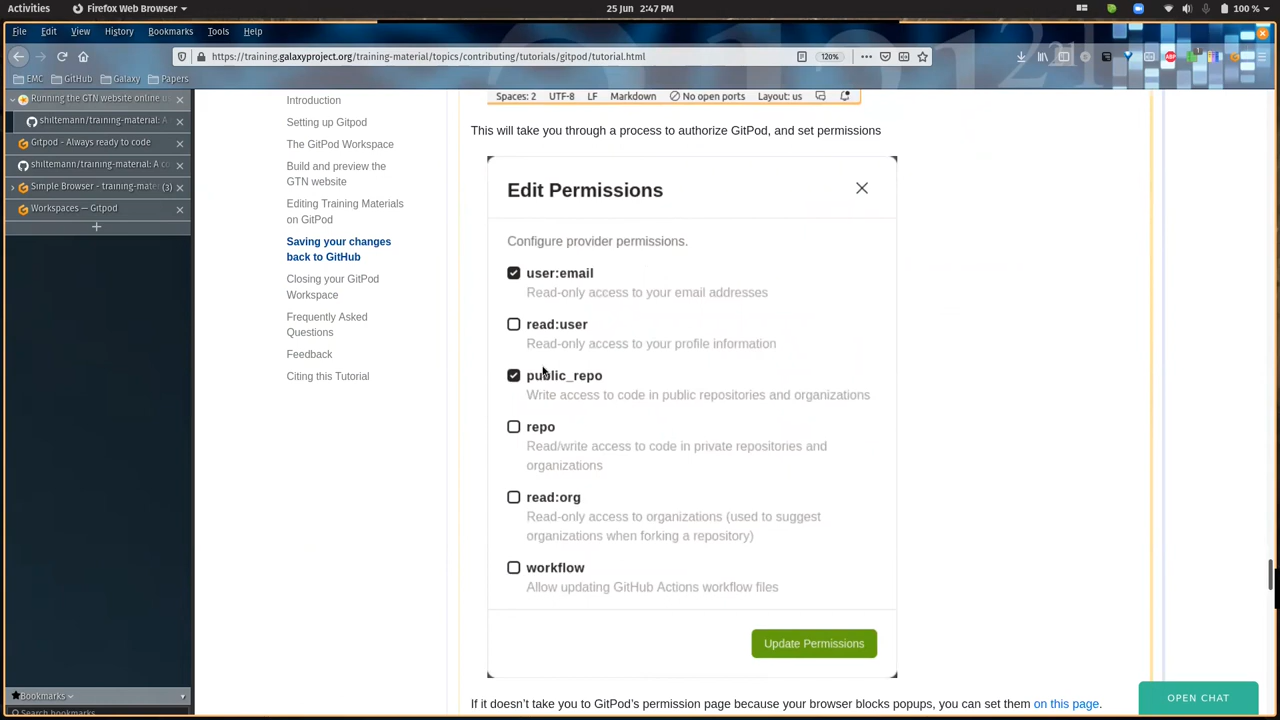 Activities
Firefox Web Browser
25 Jun 2:47 PM
100 %
File Edit View History Bookmarks Tools Help
https://training.galaxyproject.org/training-material/topics/contributing/tutorials/gitpod/tutorial.html
120%
EMC GitHub Galaxy Papers
Running the GTN website online u
shiltemann/training-material: A
Gitpod - Always ready to code
shiltemann/training-material: A co
Simple Browser - training-mate (3)
Workspaces — Gitpod
Bookmarks
Search bookmarks
Introduction
Setting up Gitpod
The GitPod Workspace
Build and preview the
GTN website
Editing Training Materials
on GitPod
Saving your changes
back to GitHub
Closing your GitPod
Workspace
Frequently Asked
Questions
Feedback
Citing this Tutorial
Spaces: 2 UTF-8 LF Markdown No open ports Layout: us
This will take you through a process to authorize GitPod, and set permissions
Edit Permissions
Configure provider permissions.
user:email
Read-only access to your email addresses
read:user
Read-only access to your profile information
public_repo
Write access to code in public repositories and organizations
repo
Read/write access to code in private repositories and
organizations
read:org
Read-only access to organizations (used to suggest
organizations when forking a repository)
workflow
Allow updating GitHub Actions workflow files
Update Permissions
If it doesn't take you to GitPod's permission page because your browser blocks popups, you can set them on this page.
OPEN CHAT